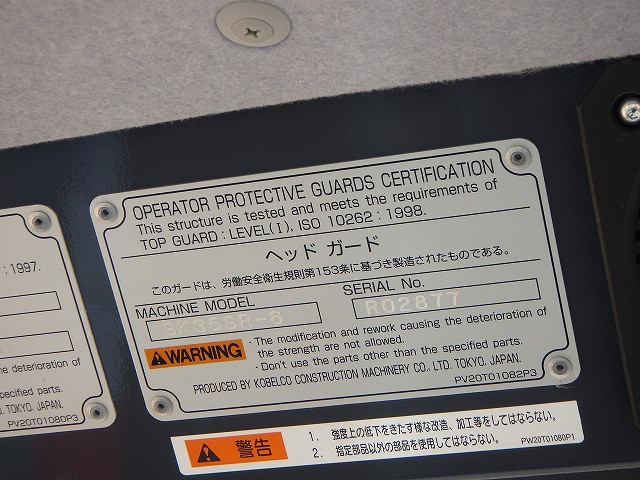 : 1997.
e deterioration of
pecified parts.
D. TOKYO, JAPAN.
PV20T01080P3
OPERATOR PROTECTIVE GUARDS CERTIFICATION
This structure is tested and meets the requirements of
TOP GUARD : LEVEL(I), ISO 10262 : 1998.
ヘッド ガード
このガードは、労働安全衛生規則第153条に基づき製造されたものである。
MACHINE MODEL
SERIAL No.
SK35SR-6
R02877
WARNING
・The modification and rework causing the deterioration of
the strength are not allowed.
・Don't use the parts other than the specified parts.
PRODUCED BY KOBELCO CONSTRUCTION MACHINERY CO., LTD. TOKYO, JAPAN.
PV20T01082P3
警告
1. 強度上の低下をきたす様な改造、加工等をしてはならない。
2. 指定部品以外の部品を使用してはならない。
PW20T01080P1